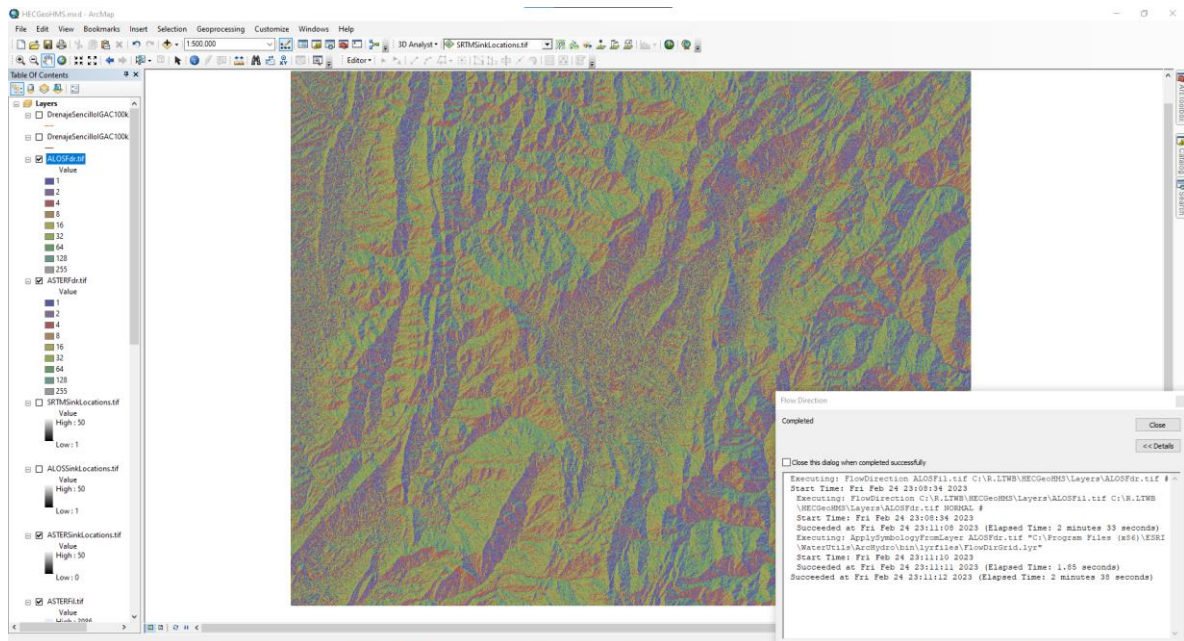 HECGeoHMS.mxd - ArcMap
File Edit View Bookmarks Insert Selection Geoprocessing Customize Windows Help
1:500,000
3D Analyst
SRTMSinkLocations.tif
Editor
Table Of Contents
Layers
DrenajeSencilloIGAC100k
DrenajeSencilloIGAC100k
ALOSFdr.tif
Value
1
2
4
8
16
32
64
128
255
ASTERFdr.tif
Value
1
2
4
8
16
32
64
128
255
SRTMSinkLocations.tif
Value
High : 50
Low : 1
ALOSSinkLocations.tif
Value
High : 50
Low : 1
ASTERSinkLocations.tif
Value
High : 50
Low : 0
ASTERFil.tif
Value
ArcToolbox
Catalog
Search
Flow Direction
Completed
Close
<< Details
Close this dialog when completed successfully
Executing: FlowDirection ALOSFil.tif C:\R.LTWB\HECGeoHMS\Layers\ALOSFdr.tif #
Start Time: Fri Feb 24 23:08:34 2023
Executing: FlowDirection C:\R.LTWB\HECGeoHMS\Layers\ALOSFil.tif C:\R.LTWB
\HECGeoHMS\Layers\ALOSFdr.tif NORMAL #
Start Time: Fri Feb 24 23:08:34 2023
Succeeded at Fri Feb 24 23:11:08 2023 (Elapsed Time: 2 minutes 33 seconds)
Executing: ApplySymbologyFromLayer ALOSFdr.tif "C:\Program Files (x86)\ESRI
\WaterUtils\ArcHydro\bin\lyrfiles\FlowDirGrid.lyr"
Start Time: Fri Feb 24 23:11:10 2023
Succeeded at Fri Feb 24 23:11:11 2023 (Elapsed Time: 1.85 seconds)
Succeeded at Fri Feb 24 23:11:12 2023 (Elapsed Time: 2 minutes 38 seconds)